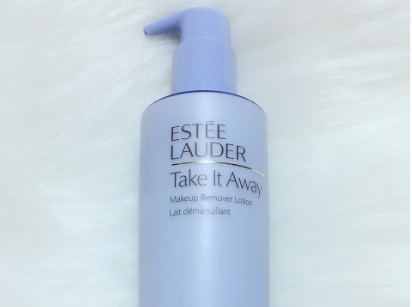 ESTĒE
LAUDER
Take It Away
Makeup Remover Lotion
Lait démaquillant